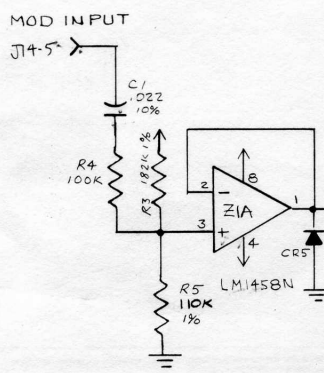 MOD INPUT
J14-5
C1
.022
10%
R4
100K
R3 182K 1%
2
-
8
Z1A
1
3
+
4
CR5
LM1458N
R5
110K
1%